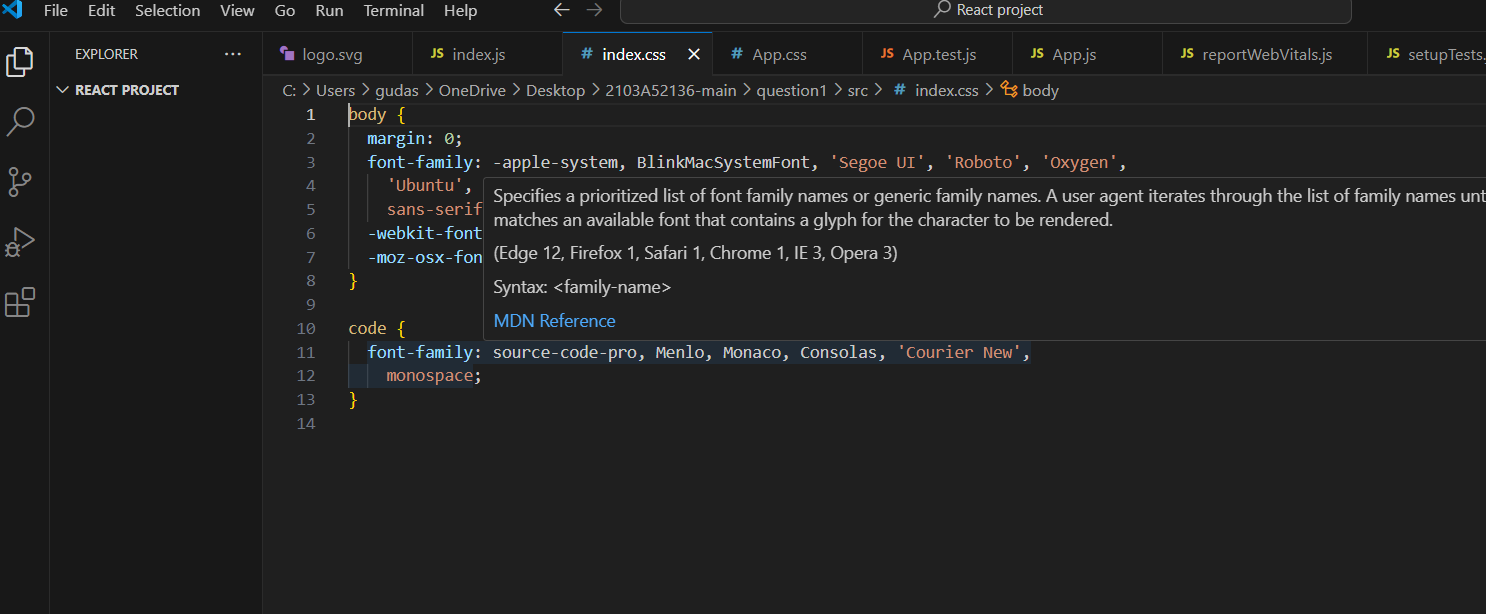 File Edit Selection View Go Run Terminal Help React project
EXPLORER ...
REACT PROJECT
logo.svg JS index.js # index.css # App.css JS App.test.js JS App.js JS reportWebVitals.js JS setupTests.
C: > Users > gudas > OneDrive > Desktop > 2103A52136-main > question1 > src > # index.css > body
1 body {
2 margin: 0;
3 font-family: -apple-system, BlinkMacSystemFont, 'Segoe UI', 'Roboto', 'Oxygen',
4 'Ubuntu',
5 sans-serif
6 -webkit-font
7 -moz-osx-fon
8 }
9
10 code {
11 font-family: source-code-pro, Menlo, Monaco, Consolas, 'Courier New',
12 monospace;
13 }
14
Specifies a prioritized list of font family names or generic family names. A user agent iterates through the list of family names unt
matches an available font that contains a glyph for the character to be rendered.
(Edge 12, Firefox 1, Safari 1, Chrome 1, IE 3, Opera 3)
Syntax: <family-name>
MDN Reference